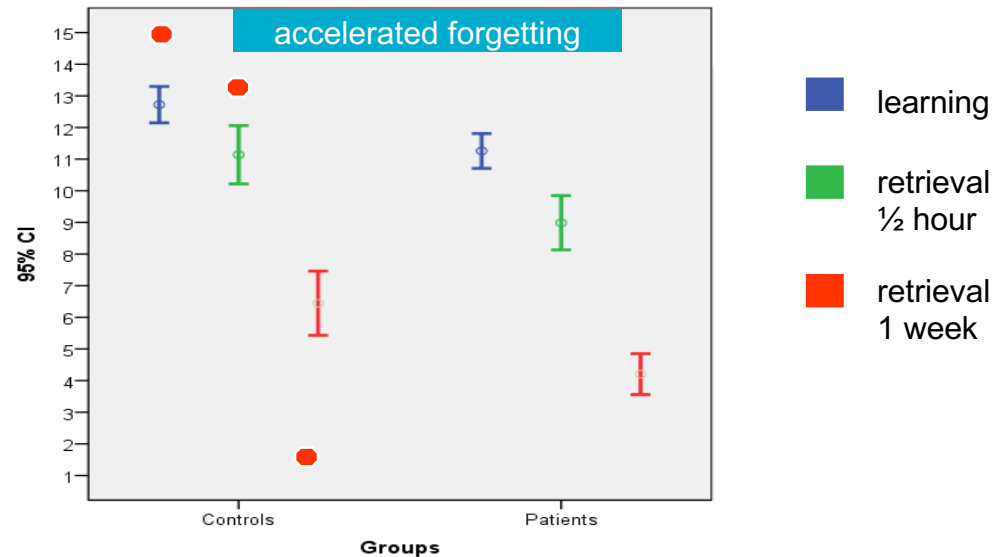 accelerated forgetting
15
14
13
12
11
10
9
8
7
6
5
4
3
2
1
95% CI
Controls
Patients
Groups
learning
retrieval
½ hour
retrieval
1 week